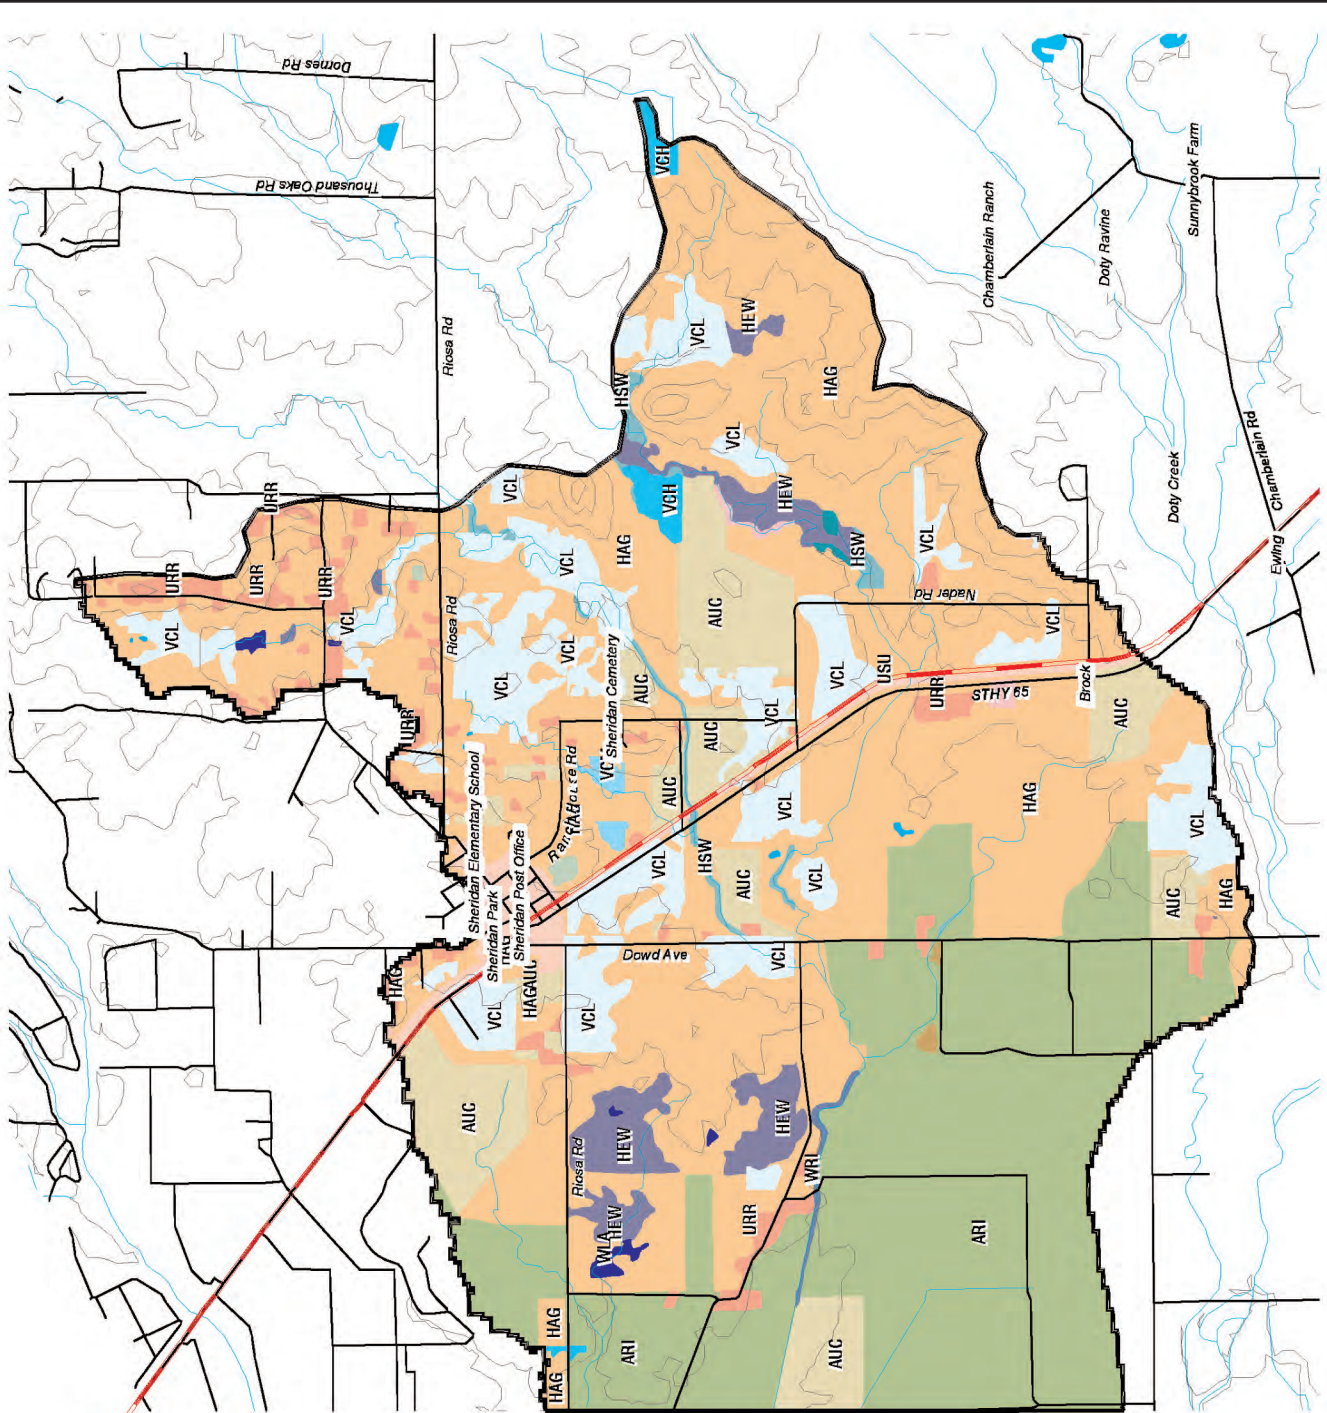 Dornes Rd
Thousand Oaks Rd
VCH
Chamberlain Ranch
Sunnybrook Farm
Doty Ravine
Riosa Rd
VCL
HEW
HSW
HAG
VCL
Doty Creek
Chamberlain Rd
Ewing
URR
VCL
VCH
HEW
URR
URR
URR
VCL
VCL
HAG
HSW
VCL
Nader Rd
Riosa Rd
VCL
VCL
AUC
VCL
VCL
AUC
Sheridan Cemetery
VCL
USU
URR
STHY 65
Brock
URR
AUC
VCL
AUC
Ranch House Rd
HAG
AUC
VCL
HAG
VCL
Sheridan Elementary School
VCL
HSW
AUC
VCL
AUC
HAG
Sheridan Post Office
Sheridan Park
Dowd Ave
VCL
HAG
HAG
AUC
VCL
VCL
AUC
HEW
HEW
Riosa Rd
WRI
HEW
WLA
URR
ARI
HAG
HAG
ARI
AUC